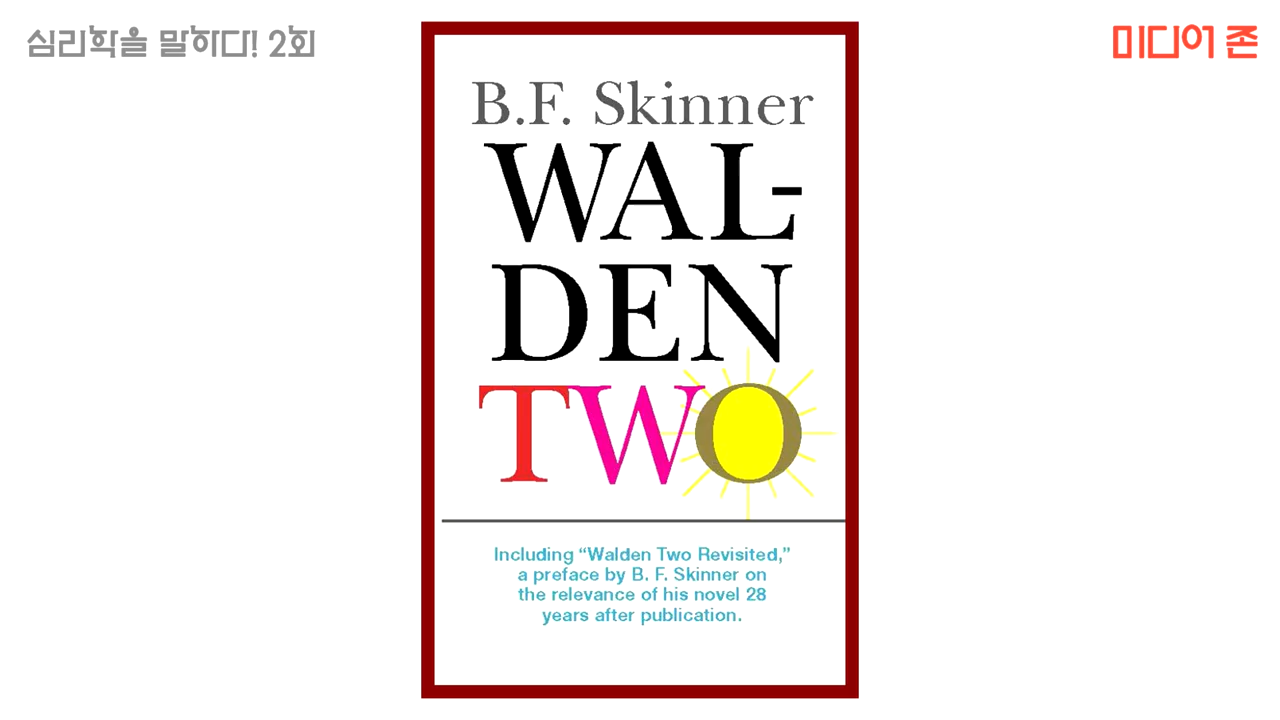 심리학을 말하다! 2회
미디어 존
B.F. Skinner
WAL-
DEN
TWO
Including “Walden Two Revisited,”
a preface by B. F. Skinner on
the relevance of his novel 28
years after publication.